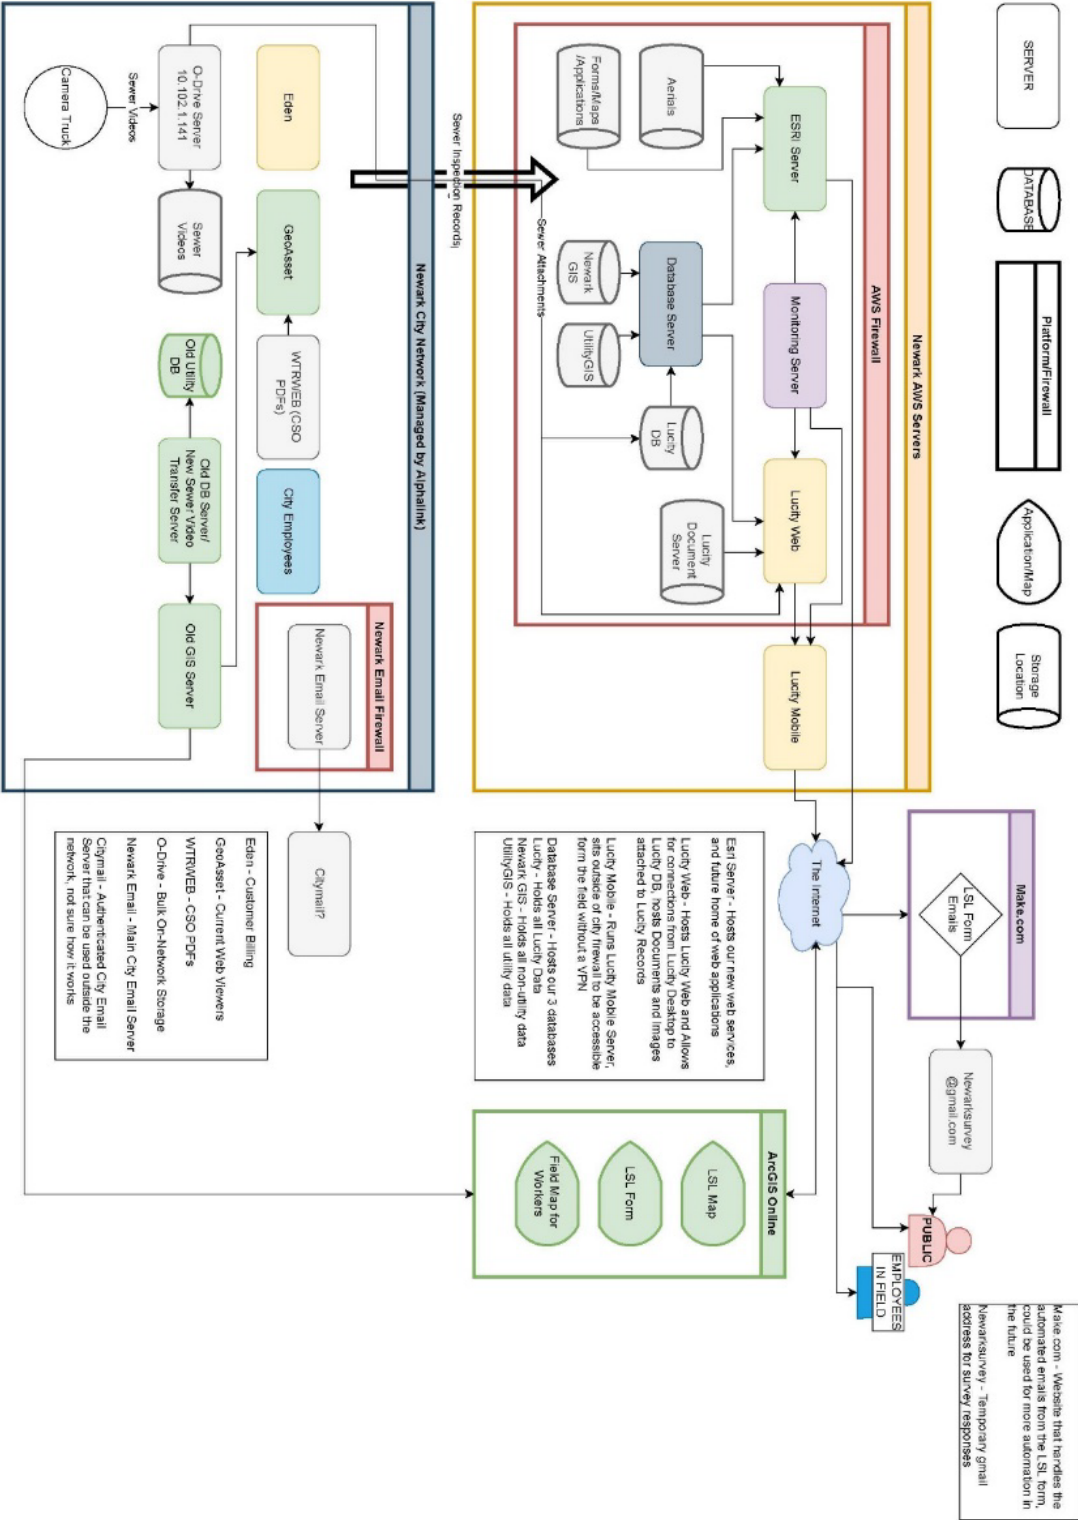 SERVER
DATABASE
Platform/Firewall
Application/Map
Storage
Location
Newark AWS Servers
AWS Firewall
Aerials
Forms/Maps
/Applications
ESRI Server
Monitoring Server
Database Server
Newark
GIS
UtilityGIS
Lucity
DB
Lucity Web
Lucity
Document
Server
Lucity Mobile
Sewer Attachments
Sewer Inspection Records
Newark City Network (Managed by Alphalink)
Eden
O-Drive Server
10.102.1.141
Sewer Videos
Camera Truck
Sewer
Videos
GeoAsset
WTRWEB (CSO
PDFs)
City Employees
Old Utility
DB
Old DB Server/
New Sewer Video
Transfer Server
Old GIS Server
Newark Email Firewall
Newark Email Server
Citymail?
The Internet
Make.com
LSL Form
Emails
Newarksurvey
@gmail.com
PUBLIC
EMPLOYEES
IN FIELD
ArcGIS Online
LSL Map
LSL Form
Field Map for
Workers
Make.com - Website that handles the
automated emails from the LSL form,
could be used for more automation in
the future
Newarksurvey - Temporary gmail
address for survey responses
Esri Server - Hosts our new web services,
and future home of web applications
Lucity Web - Hosts Lucity Web and Allows
for connections from Lucity Desktop to
Lucity DB, hosts Documents and Images
attached to Lucity Records
Lucity Mobile - Runs Lucity Mobile Server,
sits outside of city firewall to be accessible
form the field without a VPN
Database Server - Hosts our 3 databases
Lucity - Holds all Lucity Data
Newark GIS - Holds all non-utility data
UtilityGIS - Holds all utility data
Eden - Customer Billing
GeoAsset - Current Web Viewers
WTRWEB - CSO PDFs
O-Drive - Bulk On-Network Storage
Newark Email - Main City Email Server
Citymail - Authenticated City Email
Server that can be used outside the
network, not sure how it works